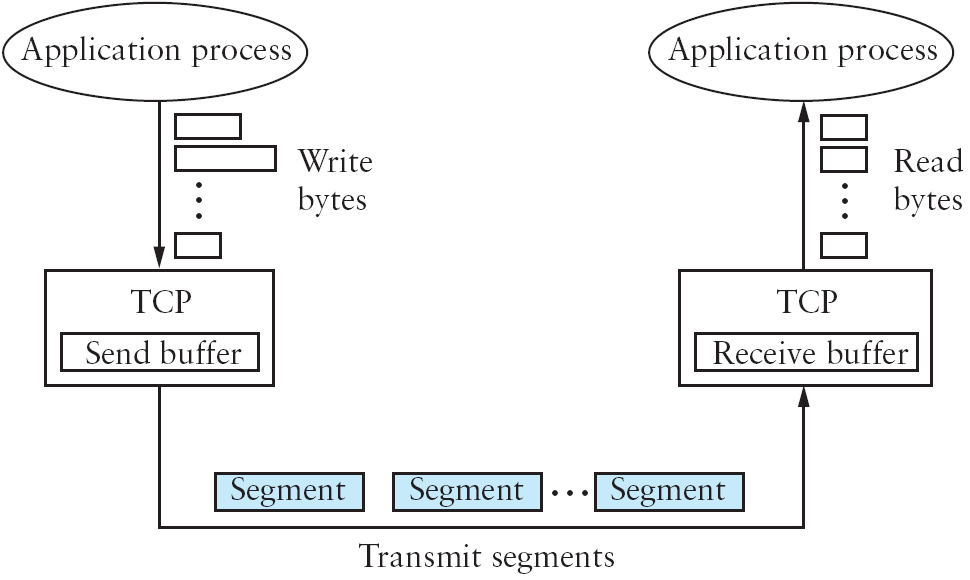 Application process
Application process
Write
bytes
Read
bytes
TCP
Send buffer
TCP
Receive buffer
Segment
Segment
Segment
Transmit segments